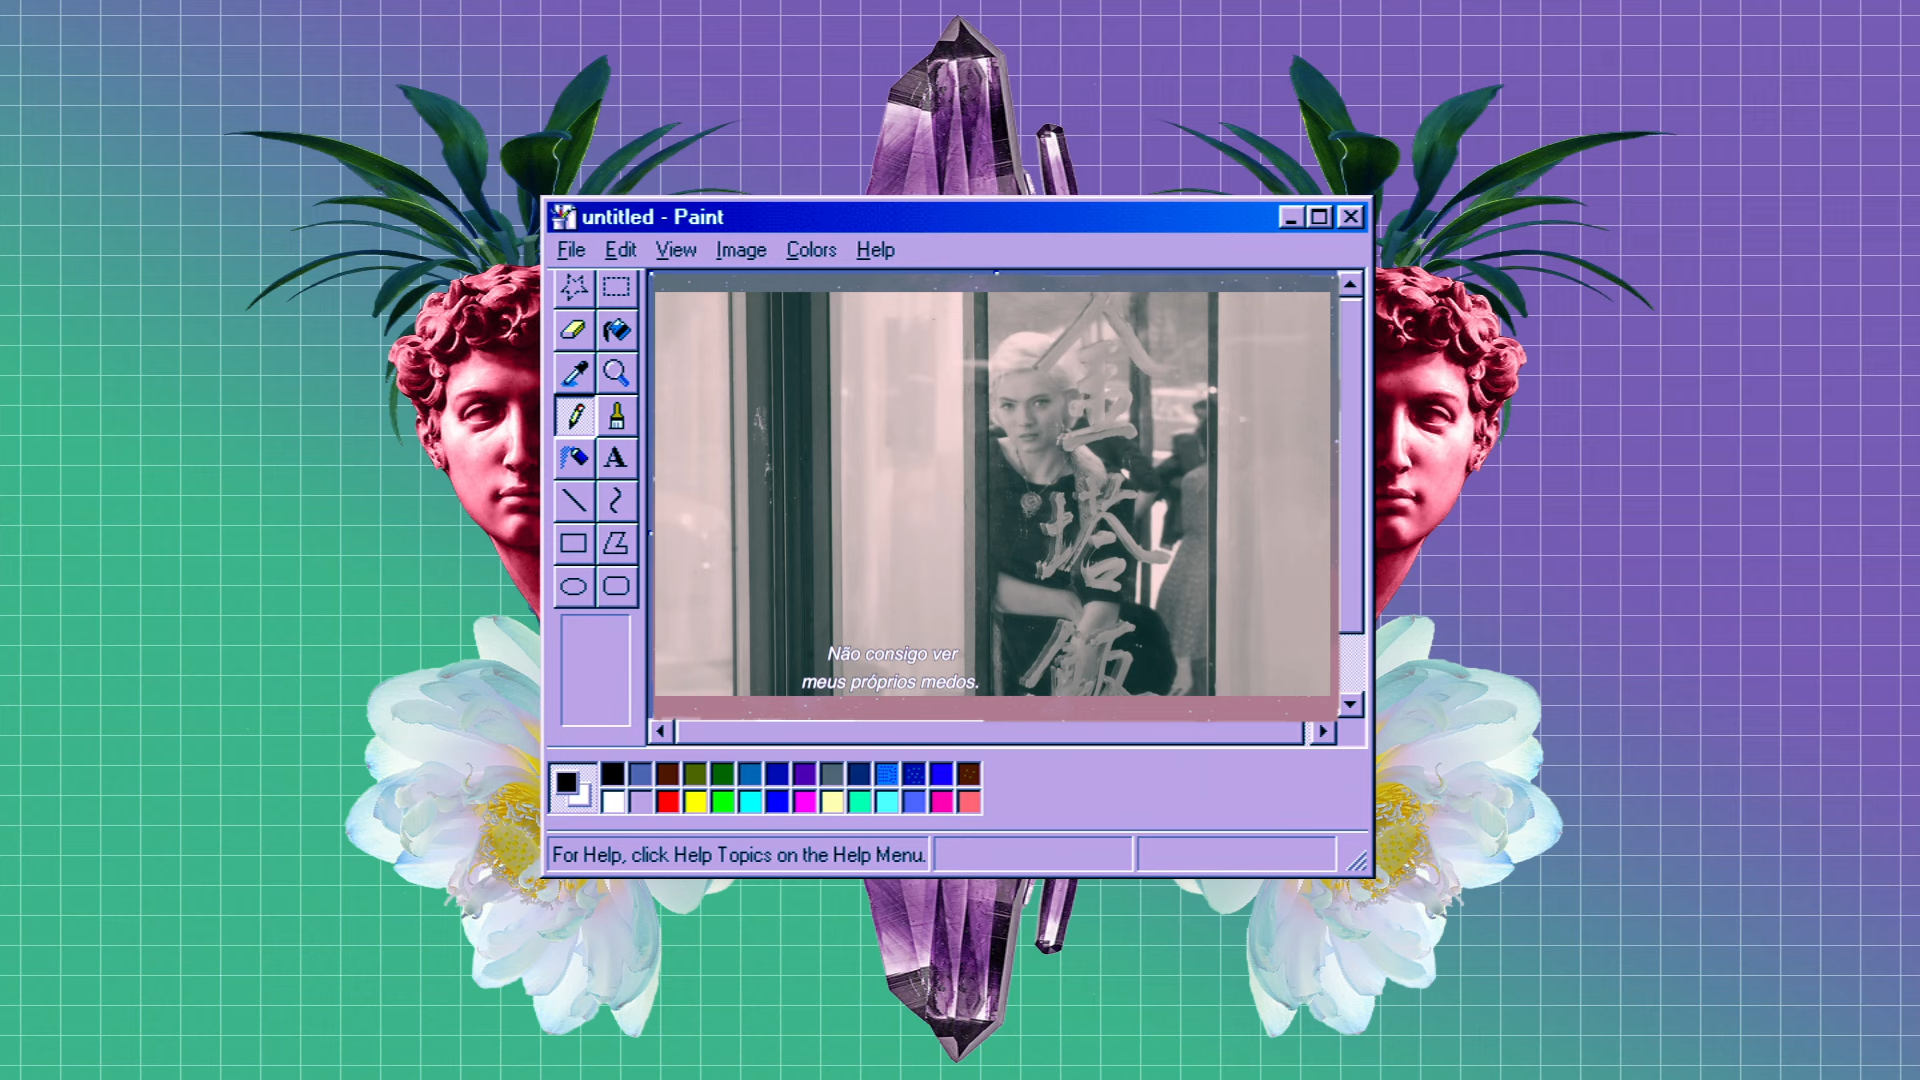 untitled - Paint
File Edit View Image Colors Help
A
Não consigo ver
meus próprios medos.
For Help, click Help Topics on the Help Menu.